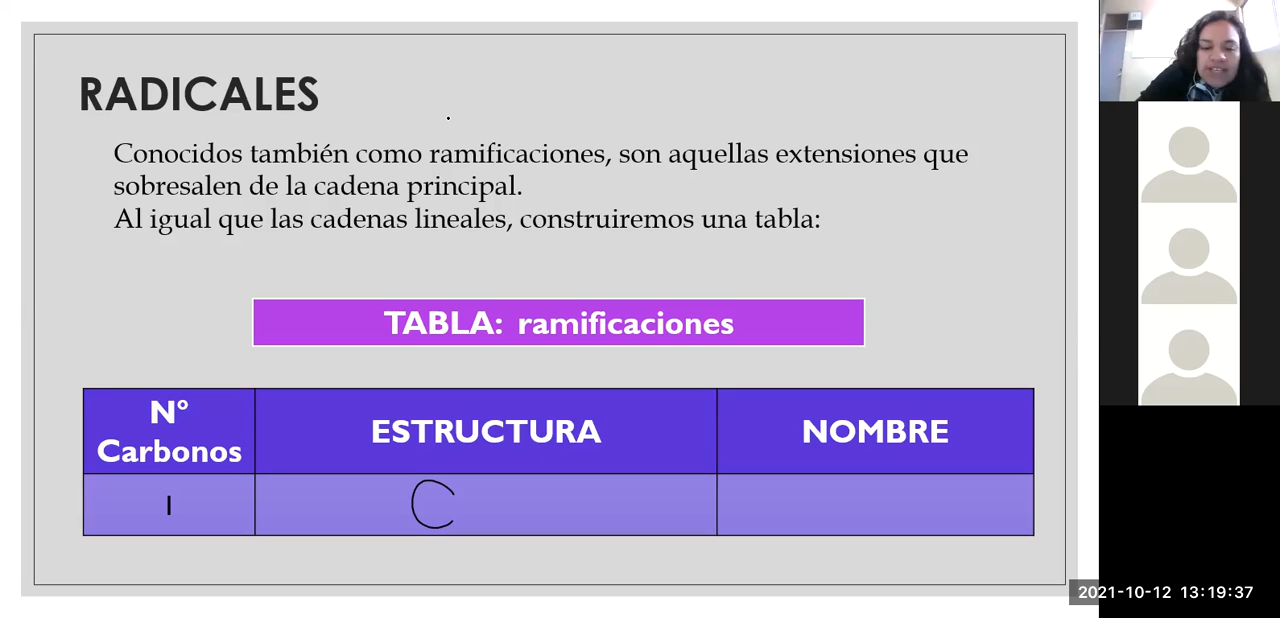 RADICALES
Conocidos también como ramificaciones, son aquellas extensiones que
sobresalen de la cadena principal.
Al igual que las cadenas lineales, construiremos una tabla:
TABLA: ramificaciones
N°
Carbonos
ESTRUCTURA
NOMBRE
1
C
2021-10-12 13:19:37